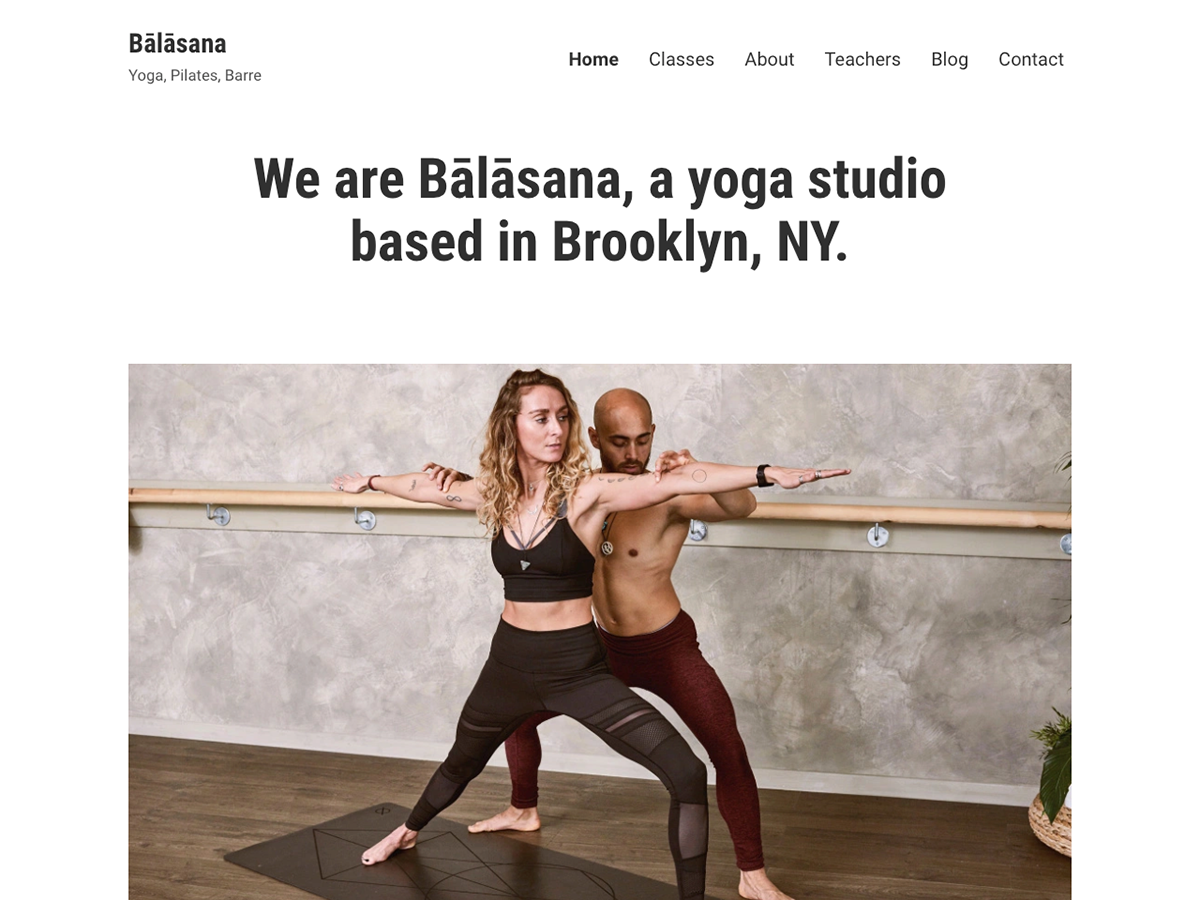 Bālāsana
Yoga, Pilates, Barre
Home Classes About Teachers Blog Contact
We are Bālāsana, a yoga studio
based in Brooklyn, NY.